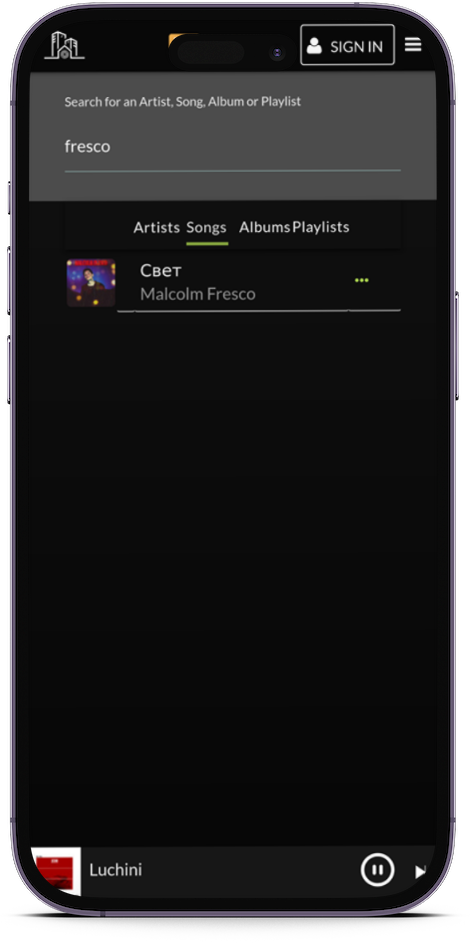 SIGN IN
Search for an Artist, Song, Album or Playlist
fresco
Artists Songs Albums Playlists
Свет
Malcolm Fresco
Luchini